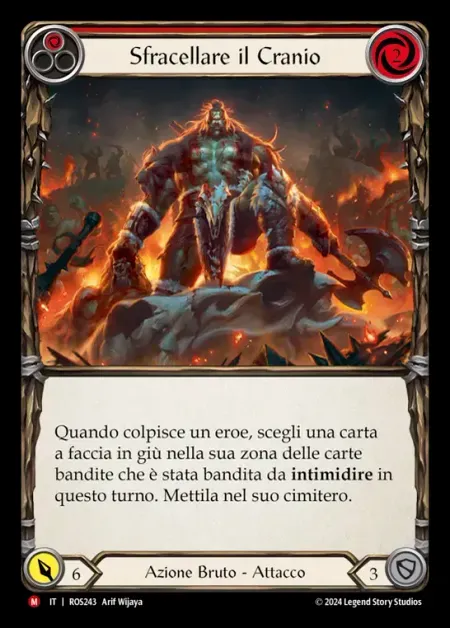 Sfracellare il Cranio
2
Quando colpisce un eroe, scegli una carta
a faccia in giù nella sua zona delle carte
bandite che è stata bandita da intimidire in
questo turno. Mettila nel suo cimitero.
6
Azione Bruto - Attacco
3
M IT | ROS243 Arif Wijaya
© 2024 Legend Story Studios